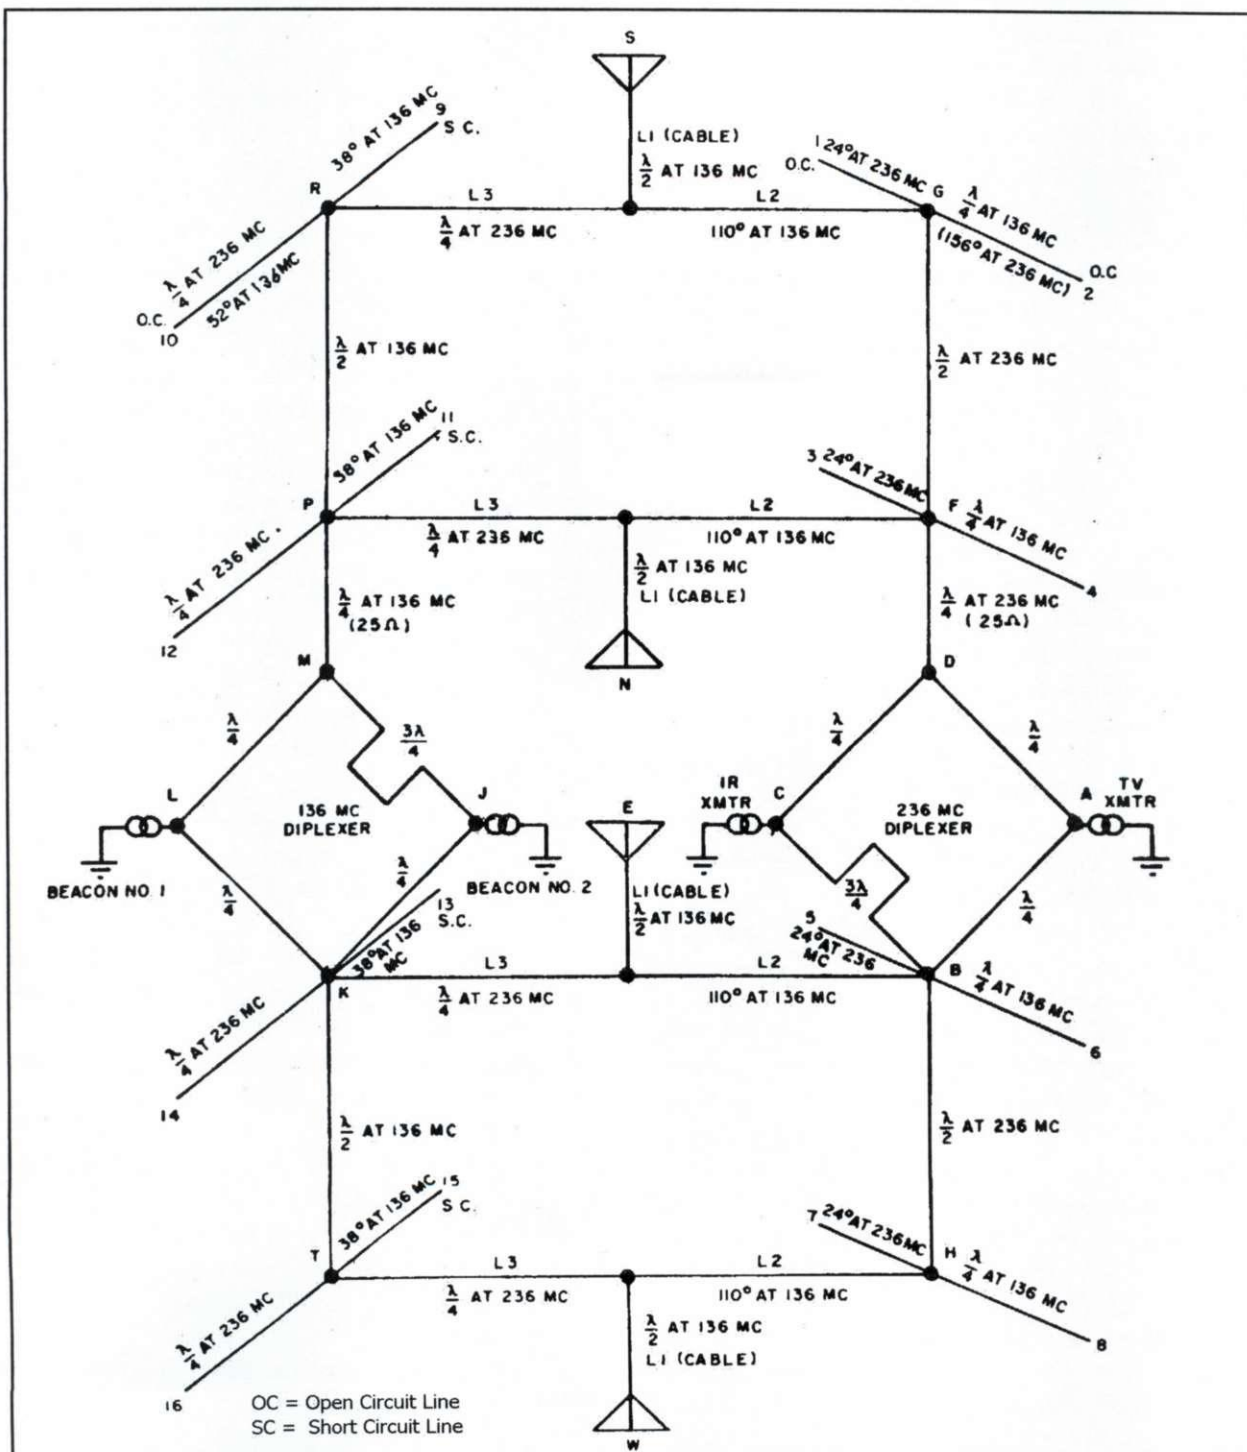 S
38° AT 136 MC
9
S C.
L1 (CABLE)
λ/2 AT 136 MC
1 24° AT 236 MC
O.C.
G
λ/4 AT 136 MC
(156° AT 236 MC)
O.C
2
R
L3
λ/4 AT 236 MC
L2
110° AT 136 MC
λ/4 AT 236 MC
52° AT 136 MC
O.C.
10
λ/2 AT 136 MC
λ/2 AT 236 MC
38° AT 136 MC
11
S.C.
3 24° AT 236 MC
P
L3
λ/4 AT 236 MC
L2
110° AT 136 MC
F
λ/4 AT 136 MC
4
λ/4 AT 236 MC.
12
λ/2 AT 136 MC
L1 (CABLE)
N
λ/4 AT 136 MC
(25Ω)
λ/4 AT 236 MC
(25Ω)
M
D
λ/4
3λ/4
λ/4
λ/4
L
136 MC
DIPLEXER
J
BEACON NO. 1
BEACON NO. 2
λ/4
λ/4
IR
XMTR
C
236 MC
DIPLEXER
A
TV
XMTR
3λ/4
λ/4
E
L1 (CABLE)
λ/2 AT 136 MC
13
S.C.
38° AT 136
MC
5
24° AT 236
MC
K
L3
λ/4 AT 236 MC
L2
110° AT 136 MC
B
λ/4 AT 136 MC
6
λ/4 AT 236 MC
14
λ/2 AT 136 MC
λ/2 AT 236 MC
38° AT 136 MC
15
S C.
7
24° AT 236 MC
T
L3
λ/4 AT 236 MC
L2
110° AT 136 MC
H
λ/4 AT 136 MC
8
λ/4 AT 236 MC
16
λ/2 AT 136 MC
L1 (CABLE)
W
OC = Open Circuit Line
SC = Short Circuit Line